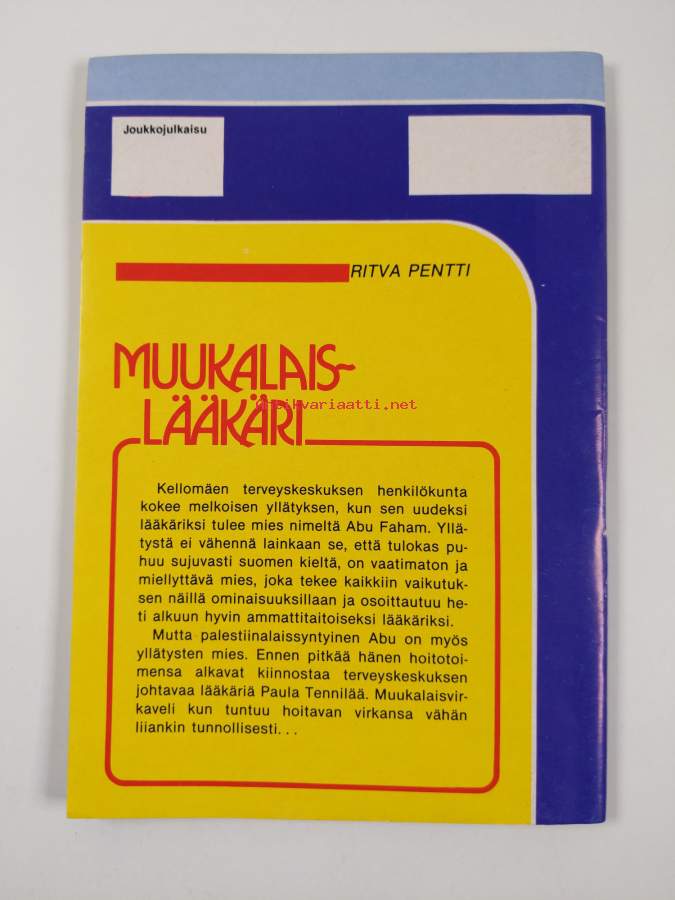 Joukkojulkaisu
RITVA PENTTI
MUUKALAIS-
LÄÄKÄRI
antikvariaatti.net
Kellomäen terveyskeskuksen henkilökunta
kokee melkoisen yllätyksen, kun sen uudeksi
lääkäriksi tulee mies nimeltä Abu Faham. Yllä-
tystä ei vähennä lainkaan se, että tulokas pu-
huu sujuvasti suomen kieltä, on vaatimaton ja
miellyttävä mies, joka tekee kaikkiin vaikutuk-
sen näillä ominaisuuksillaan ja osoittautuu he-
ti alkuun hyvin ammattitaitoiseksi lääkäriksi.
Mutta palestiinalaissyntyinen Abu on myös
yllätysten mies. Ennen pitkää hänen hoitotoi-
mensa alkavat kiinnostaa terveyskeskuksen
johtavaa lääkäriä Paula Tennilää. Muukalaisvir-
kaveli kun tuntuu hoitavan virkansa vähän
liiankin tunnollisesti...